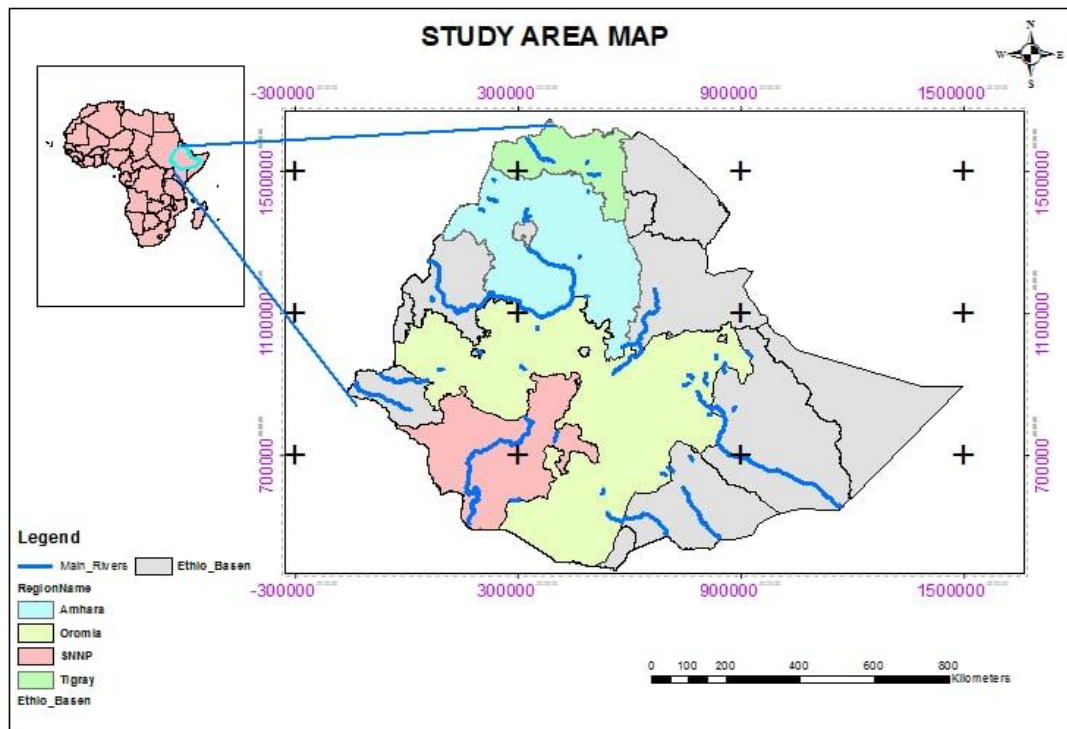 STUDY AREA MAP
N
W E
S
-300000 300000 900000 1500000
1500000 1500000
1100000 1100000
700000 700000
-300000 300000 900000 1500000
Legend
Main_Rivers Ethio_Basen
RegionName
Amhara
Oromia
SNNP
Tigray
Ethio_Basen
0 100 200 400 600 800
Kilometers